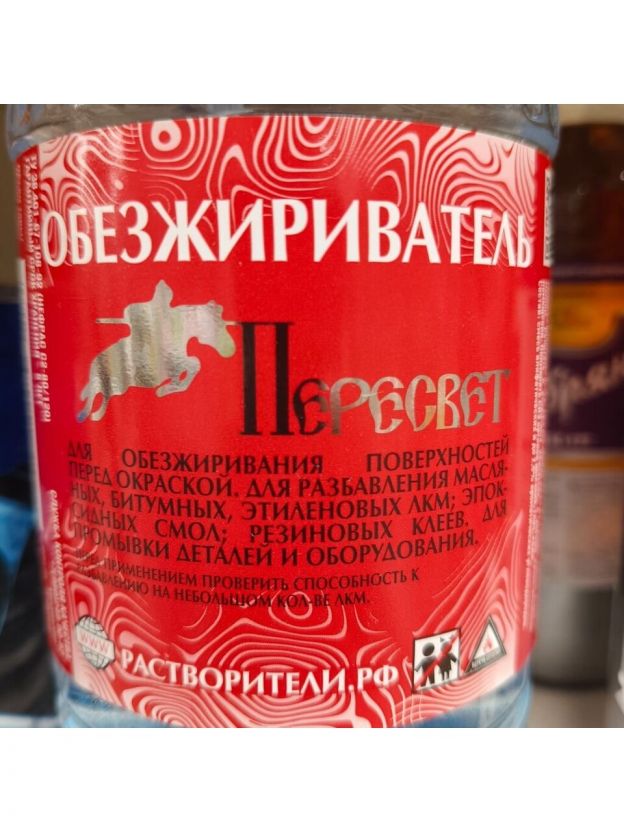 ОБЕЗЖИРИВАТЕЛЬ
ПЕРЕСВЕТ
ДЛЯ ОБЕЗЖИРИВАНИЯ ПОВЕРХНОСТЕЙ
ПЕРЕД ОКРАСКОЙ. ДЛЯ РАЗБАВЛЕНИЯ МАСЛЯ-
НЫХ, БИТУМНЫХ, ЭТИЛЕНОВЫХ ЛКМ; ЭПОК-
СИДНЫХ СМОЛ; РЕЗИНОВЫХ КЛЕЕВ. ДЛЯ
ПРОМЫВКИ ДЕТАЛЕЙ И ОБОРУДОВАНИЯ.
ПРИМЕНЕНИЕМ ПРОВЕРИТЬ СПОСОБНОСТЬ К
РАЗБАВЛЕНИЮ НА НЕБОЛЬШОМ КОЛ-ВЕ ЛКМ.
WWW
РАСТВОРИТЕЛИ.РФ